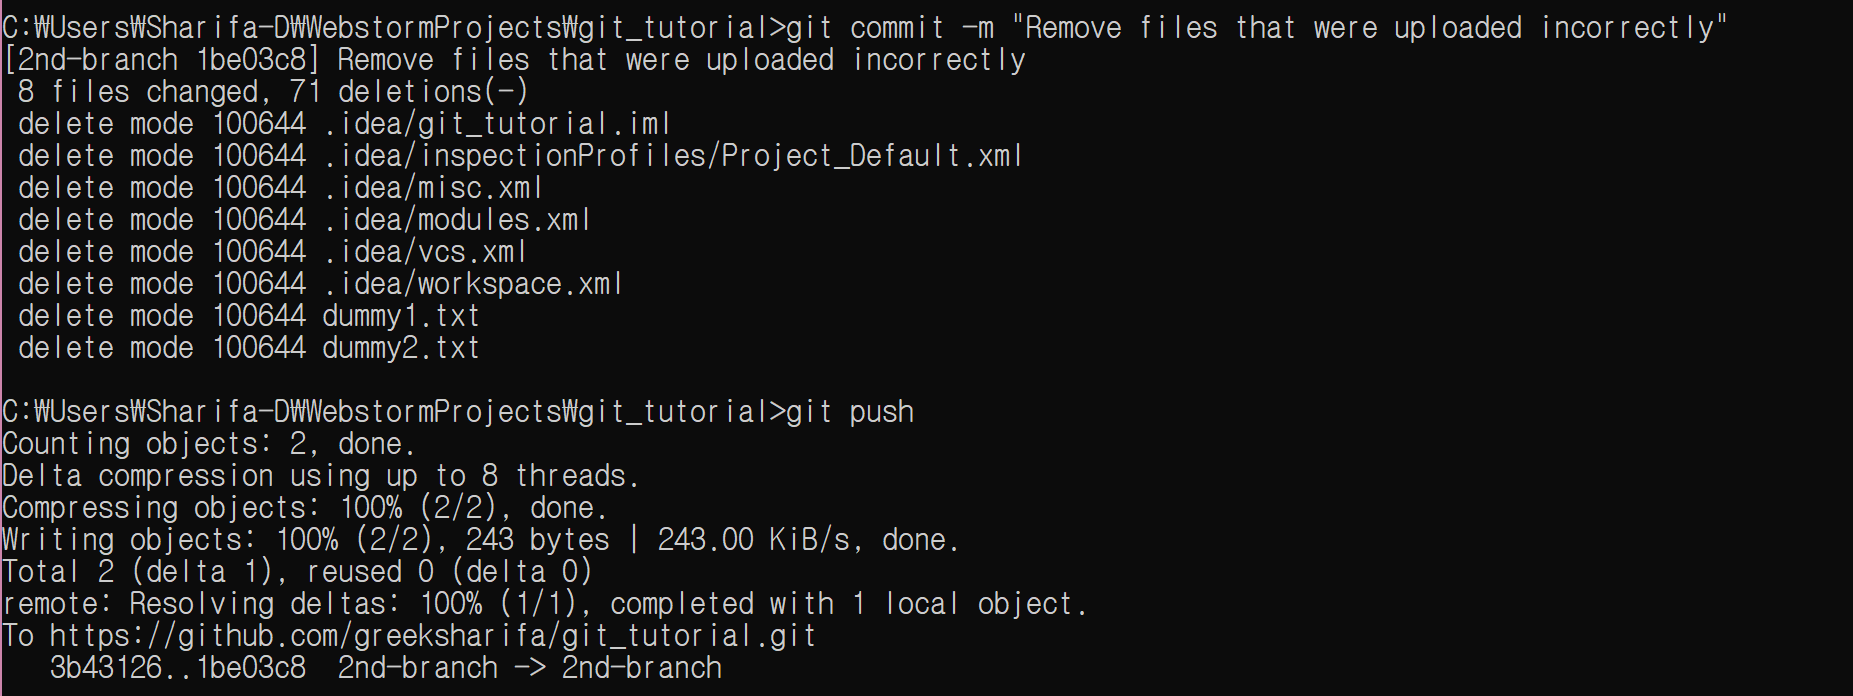 C:₩Users₩Sharifa-D₩WebstormProjects₩git_tutorial>git commit -m "Remove files that were uploaded incorrectly"
[2nd-branch 1be03c8] Remove files that were uploaded incorrectly
 8 files changed, 71 deletions(-)
 delete mode 100644 .idea/git_tutorial.iml
 delete mode 100644 .idea/inspectionProfiles/Project_Default.xml
 delete mode 100644 .idea/misc.xml
 delete mode 100644 .idea/modules.xml
 delete mode 100644 .idea/vcs.xml
 delete mode 100644 .idea/workspace.xml
 delete mode 100644 dummy1.txt
 delete mode 100644 dummy2.txt
C:₩Users₩Sharifa-D₩WebstormProjects₩git_tutorial>git push
Counting objects: 2, done.
Delta compression using up to 8 threads.
Compressing objects: 100% (2/2), done.
Writing objects: 100% (2/2), 243 bytes | 243.00 KiB/s, done.
Total 2 (delta 1), reused 0 (delta 0)
remote: Resolving deltas: 100% (1/1), completed with 1 local object.
To https://github.com/greeksharifa/git_tutorial.git
   3b43126..1be03c8  2nd-branch -> 2nd-branch